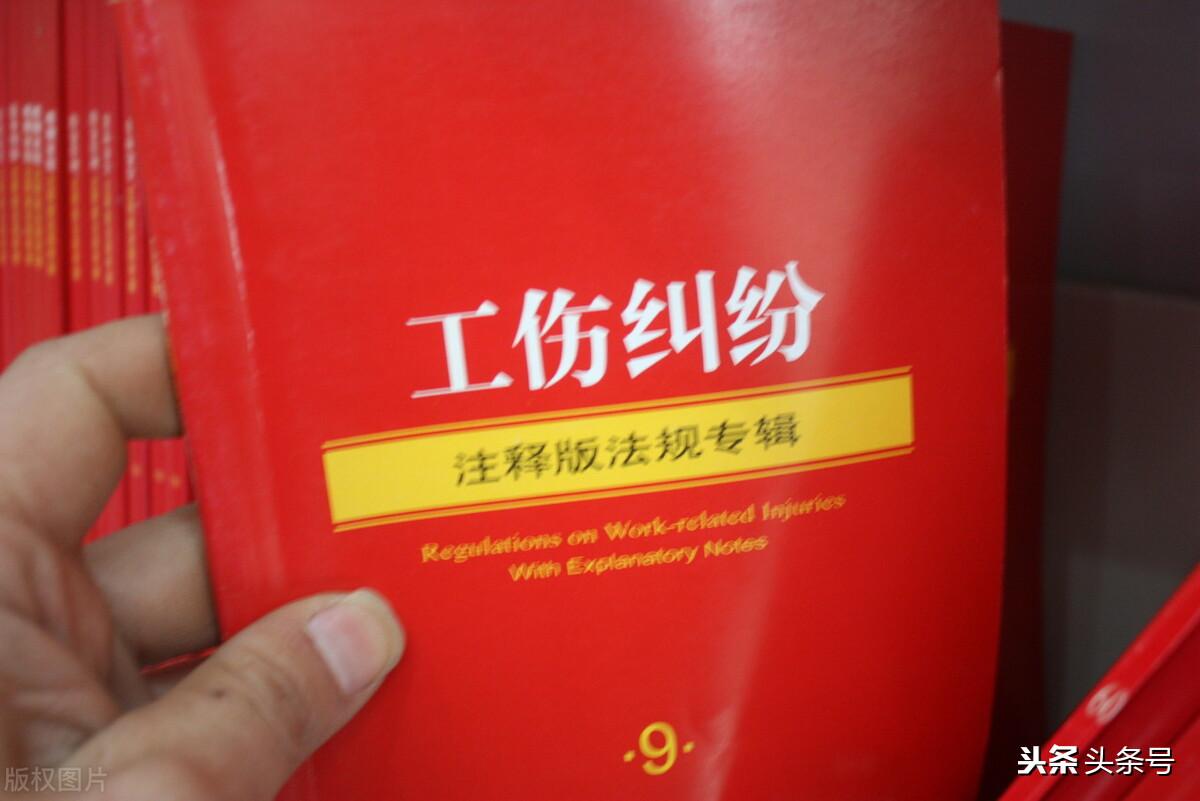 工伤纠纷
注释版法规专辑
Regulations on Work-related Injuries
With Explanatory Notes
·9·
版权图片
头条 头条号